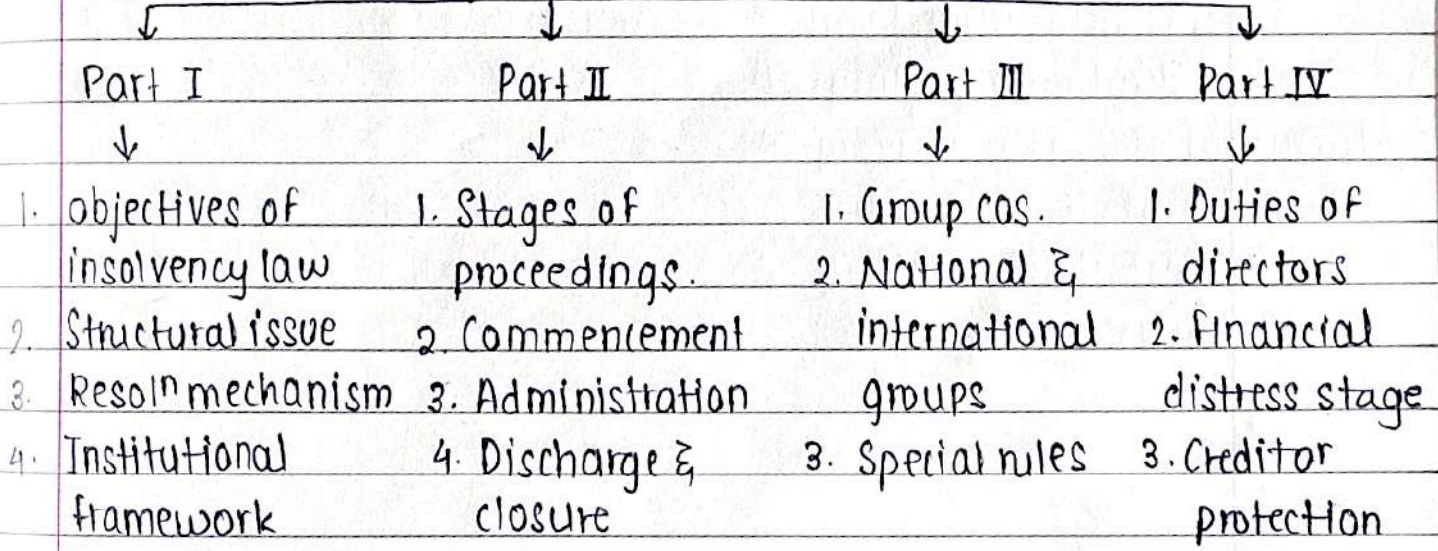 Part I Part II Part III Part IV
1. objectives of 1. Stages of 1. Group cos. 1. Duties of
insolvency law proceedings. 2. National & directors
2. Structural issue 2. Commencement international 2. Financial
3. Resolⁿ mechanism 3. Administration groups distress stage
4. Institutional 4. Discharge & 3. Special rules 3. Creditor
framework closure protection